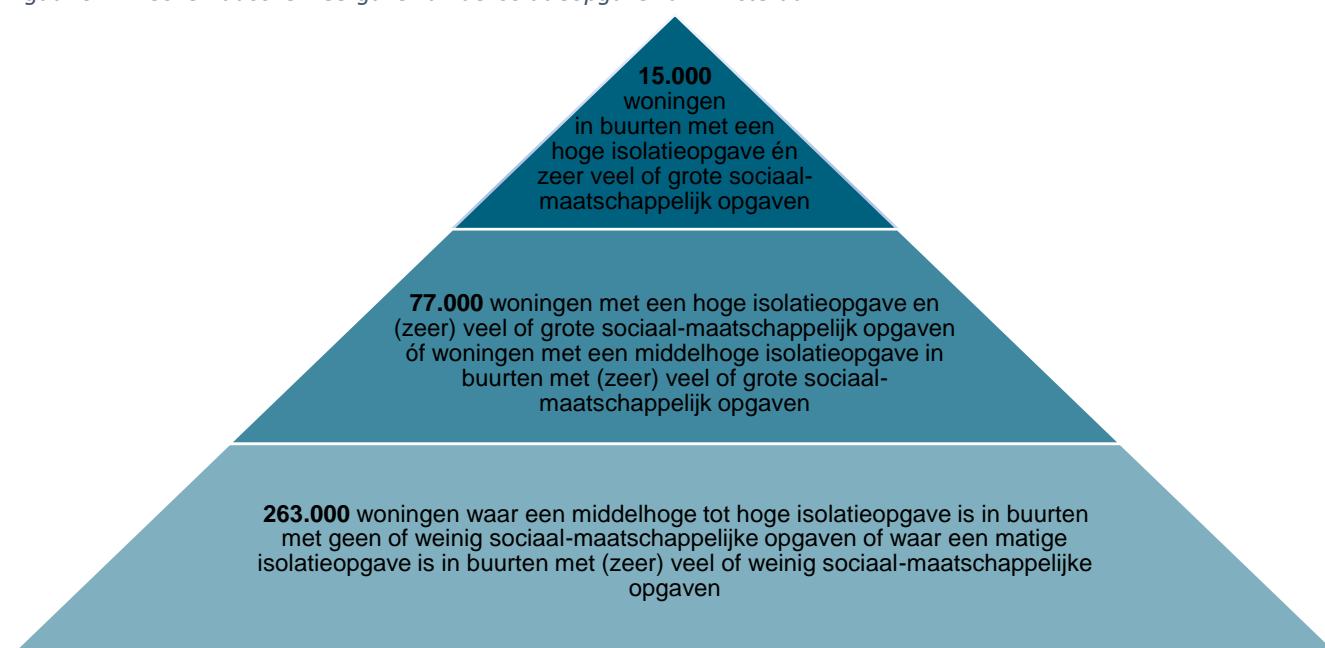 15.000
woningen
in buurten met een
hoge isolatieopgave én
zeer veel of grote sociaal-
maatschappelijk opgaven
77.000 woningen met een hoge isolatieopgave en
(zeer) veel of grote sociaal-maatschappelijk opgaven
óf woningen met een middelhoge isolatieopgave in
buurten met (zeer) veel of grote sociaal-
maatschappelijk opgaven
263.000 woningen waar een middelhoge tot hoge isolatieopgave is in buurten
met geen of weinig sociaal-maatschappelijke opgaven of waar een matige
isolatieopgave is in buurten met (zeer) veel of weinig sociaal-maatschappelijke
opgaven